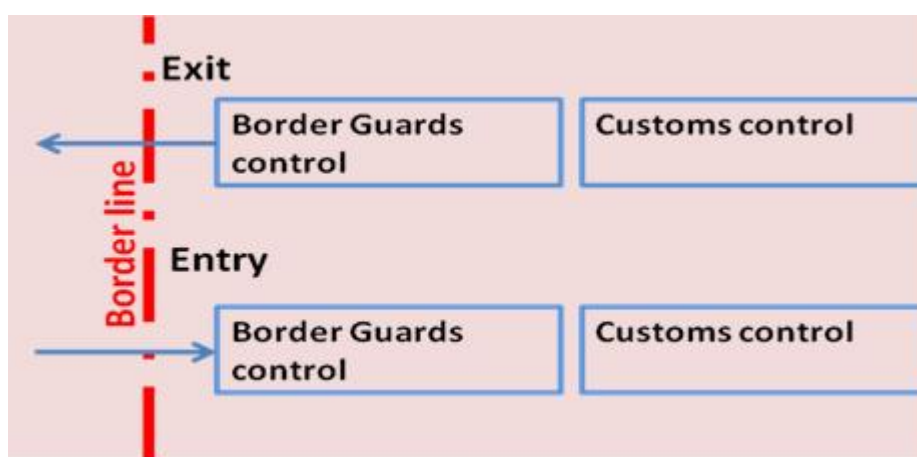 Exit
Border Guards
control
Customs control
Border line
Entry
Border Guards
control
Customs control